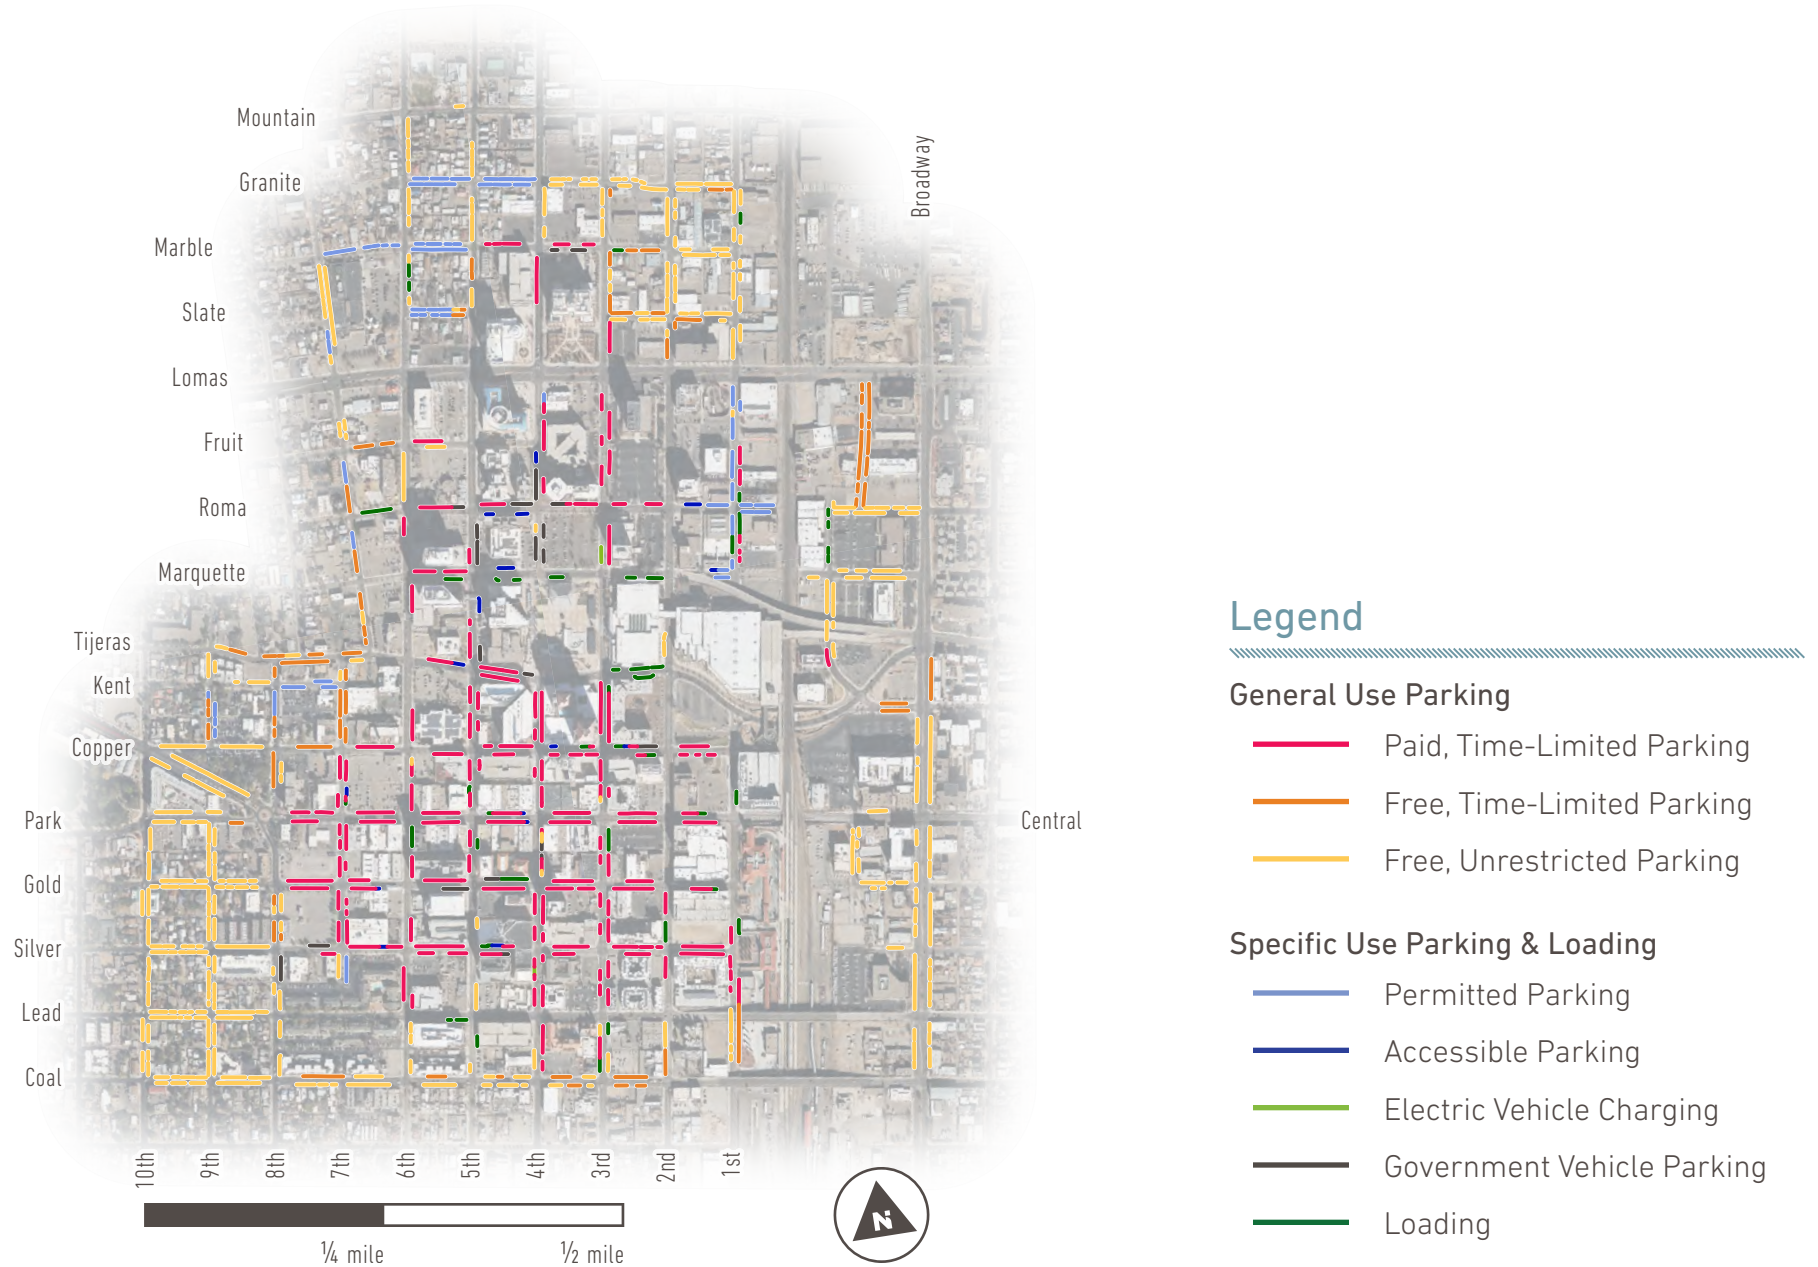 Mountain
Granite
Marble
Slate
Lomas
Fruit
Roma
Marquette
Tijeras
Kent
Copper
Park
Gold
Silver
Lead
Coal
Broadway
Central
10th
9th
8th
7th
6th
5th
4th
3rd
2nd
1st
¼ mile
½ mile
N
Legend
General Use Parking
Paid, Time-Limited Parking
Free, Time-Limited Parking
Free, Unrestricted Parking
Specific Use Parking & Loading
Permitted Parking
Accessible Parking
Electric Vehicle Charging
Government Vehicle Parking
Loading